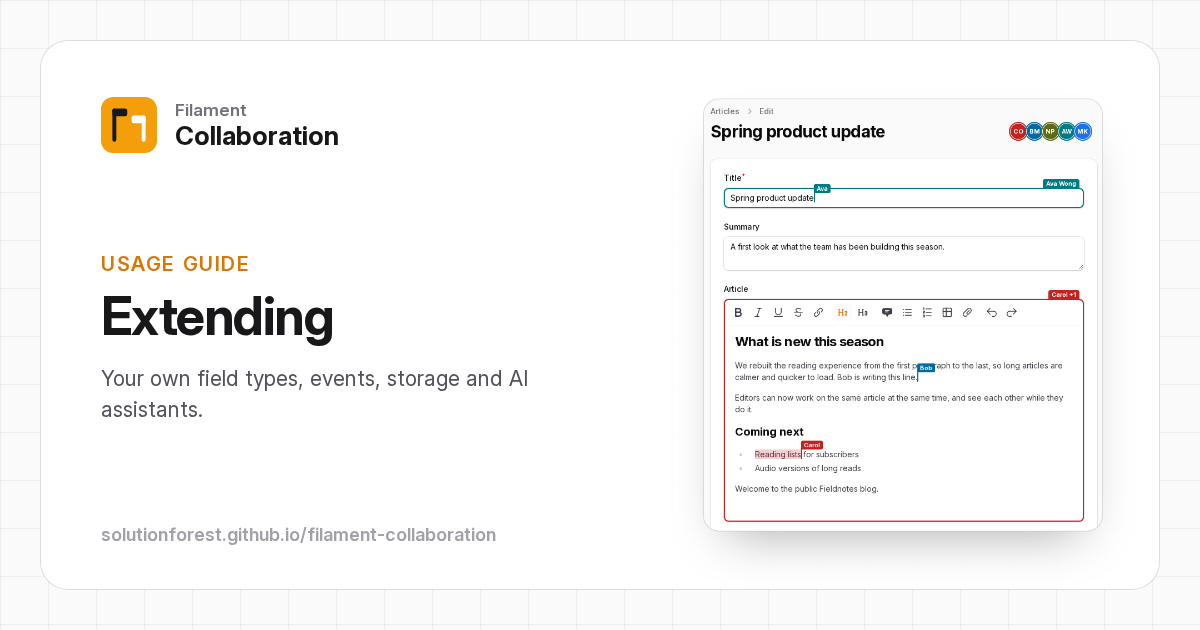 Filament
Collaboration
USAGE GUIDE
Extending
Your own field types, events, storage and AI
assistants.
solutionforest.github.io/filament-collaboration
Articles > Edit
Spring product update
CO BM NP AW MK
Title*
Ava Wong
Ava
Spring product update
Summary
A first look at what the team has been building this season.
Article
Carol +1
B I U S H2 H3
What is new this season
We rebuilt the reading experience from the first p aph to the last, so long articles are
Bob
calmer and quicker to load. Bob is writing this line.
Editors can now work on the same article at the same time, and see each other while they
do it.
Coming next
Carol
Reading lists for subscribers
Audio versions of long reads
Welcome to the public Fieldnotes blog.